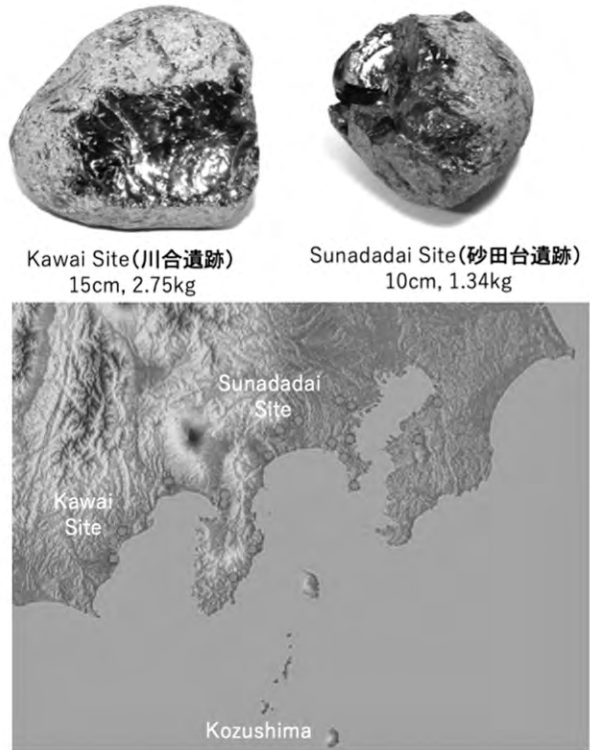 Kawai Site(川合遺跡)
15cm, 2.75kg
Sunadadai Site(砂田台遺跡)
10cm, 1.34kg
Sunadadai
Site
Kawai
Site
Kozushima